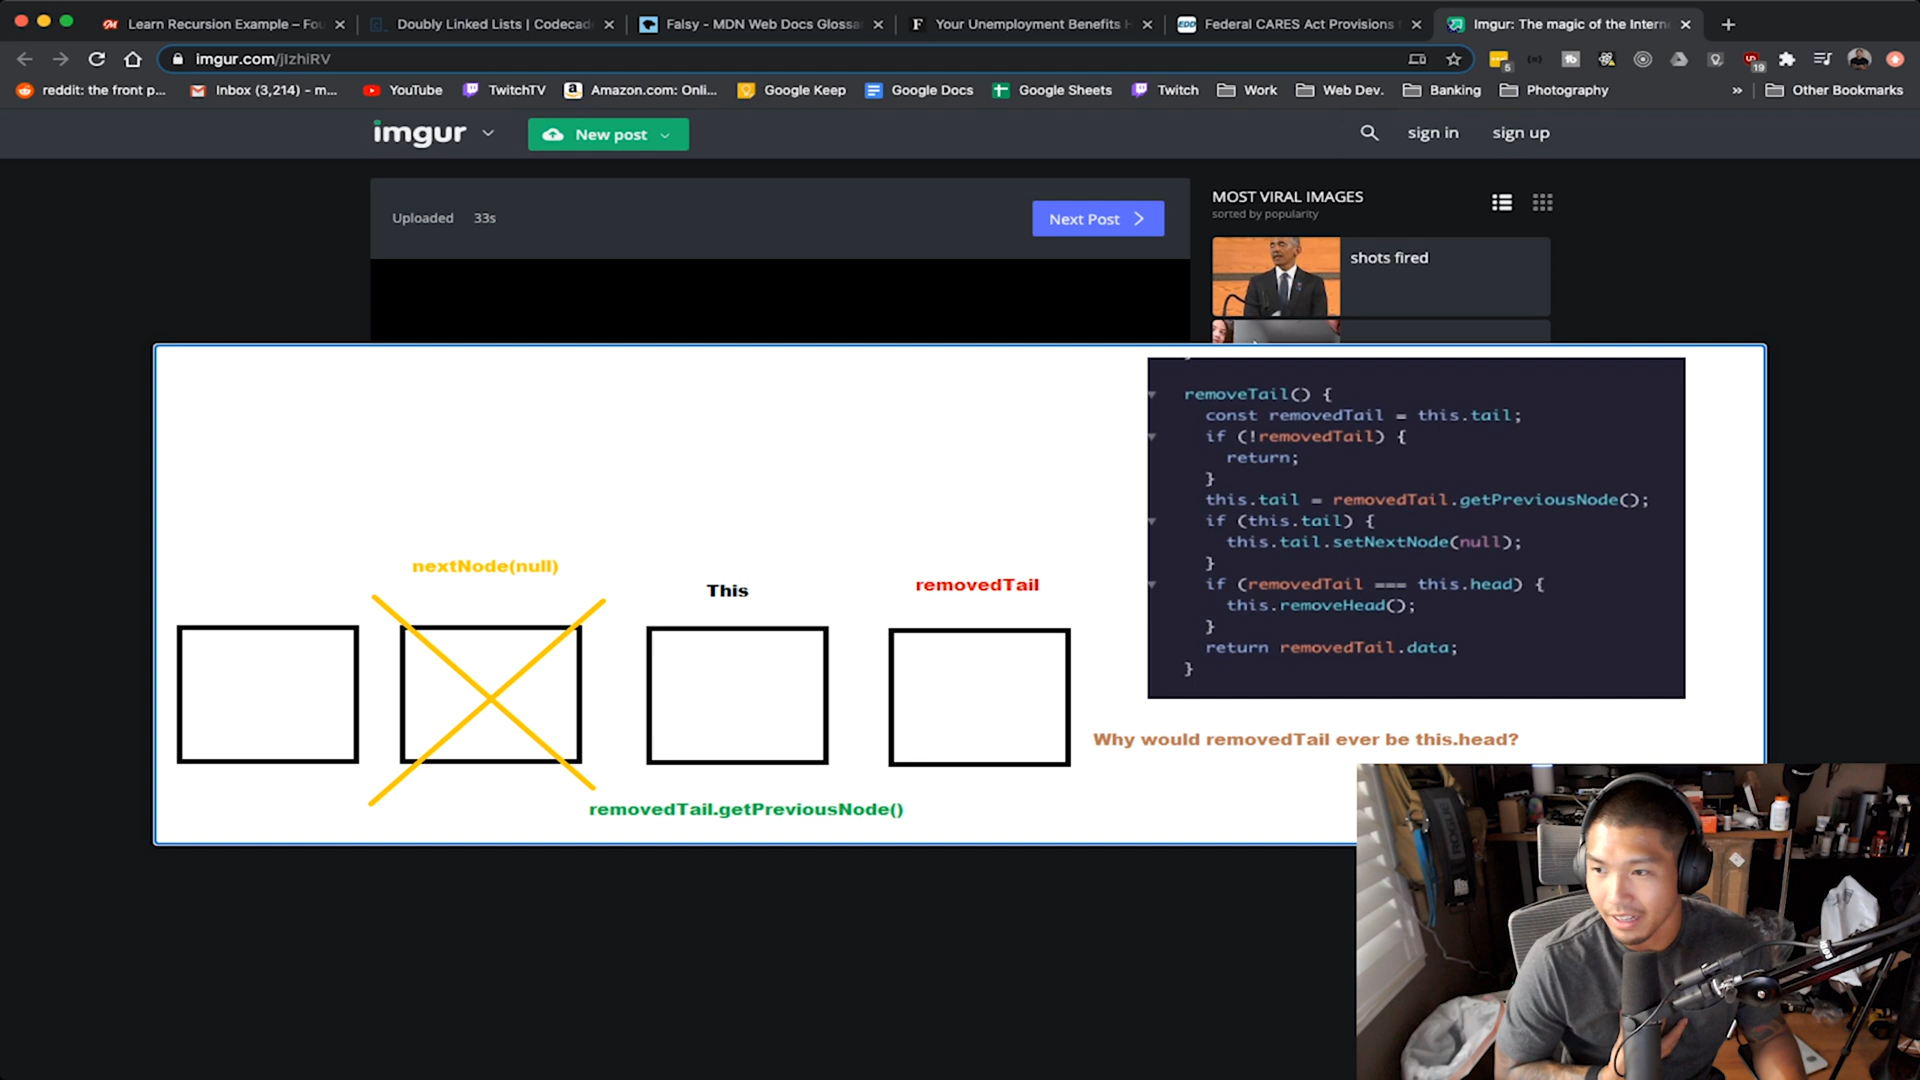 Learn Recursion Example – Fou
Doubly Linked Lists | Codecade
Falsy - MDN Web Docs Glossa
Your Unemployment Benefits H
Federal CARES Act Provisions f
Imgur: The magic of the Intern
imgur.com/jIzhiRV
5
19
reddit: the front p...
Inbox (3,214) - m...
YouTube
TwitchTV
Amazon.com: Onli...
Google Keep
Google Docs
Google Sheets
Twitch
Work
Web Dev.
Banking
Photography
»
Other Bookmarks
imgur
New post
sign in
sign up
Uploaded 33s
Next Post
MOST VIRAL IMAGES
sorted by popularity
shots fired
removeTail() {
const removedTail = this.tail;
if (!removedTail) {
return;
}
this.tail = removedTail.getPreviousNode();
if (this.tail) {
this.tail.setNextNode(null);
}
if (removedTail === this.head) {
this.removeHead();
}
return removedTail.data;
}
nextNode(null)
This
removedTail
Why would removedTail ever be this.head?
removedTail.getPreviousNode()